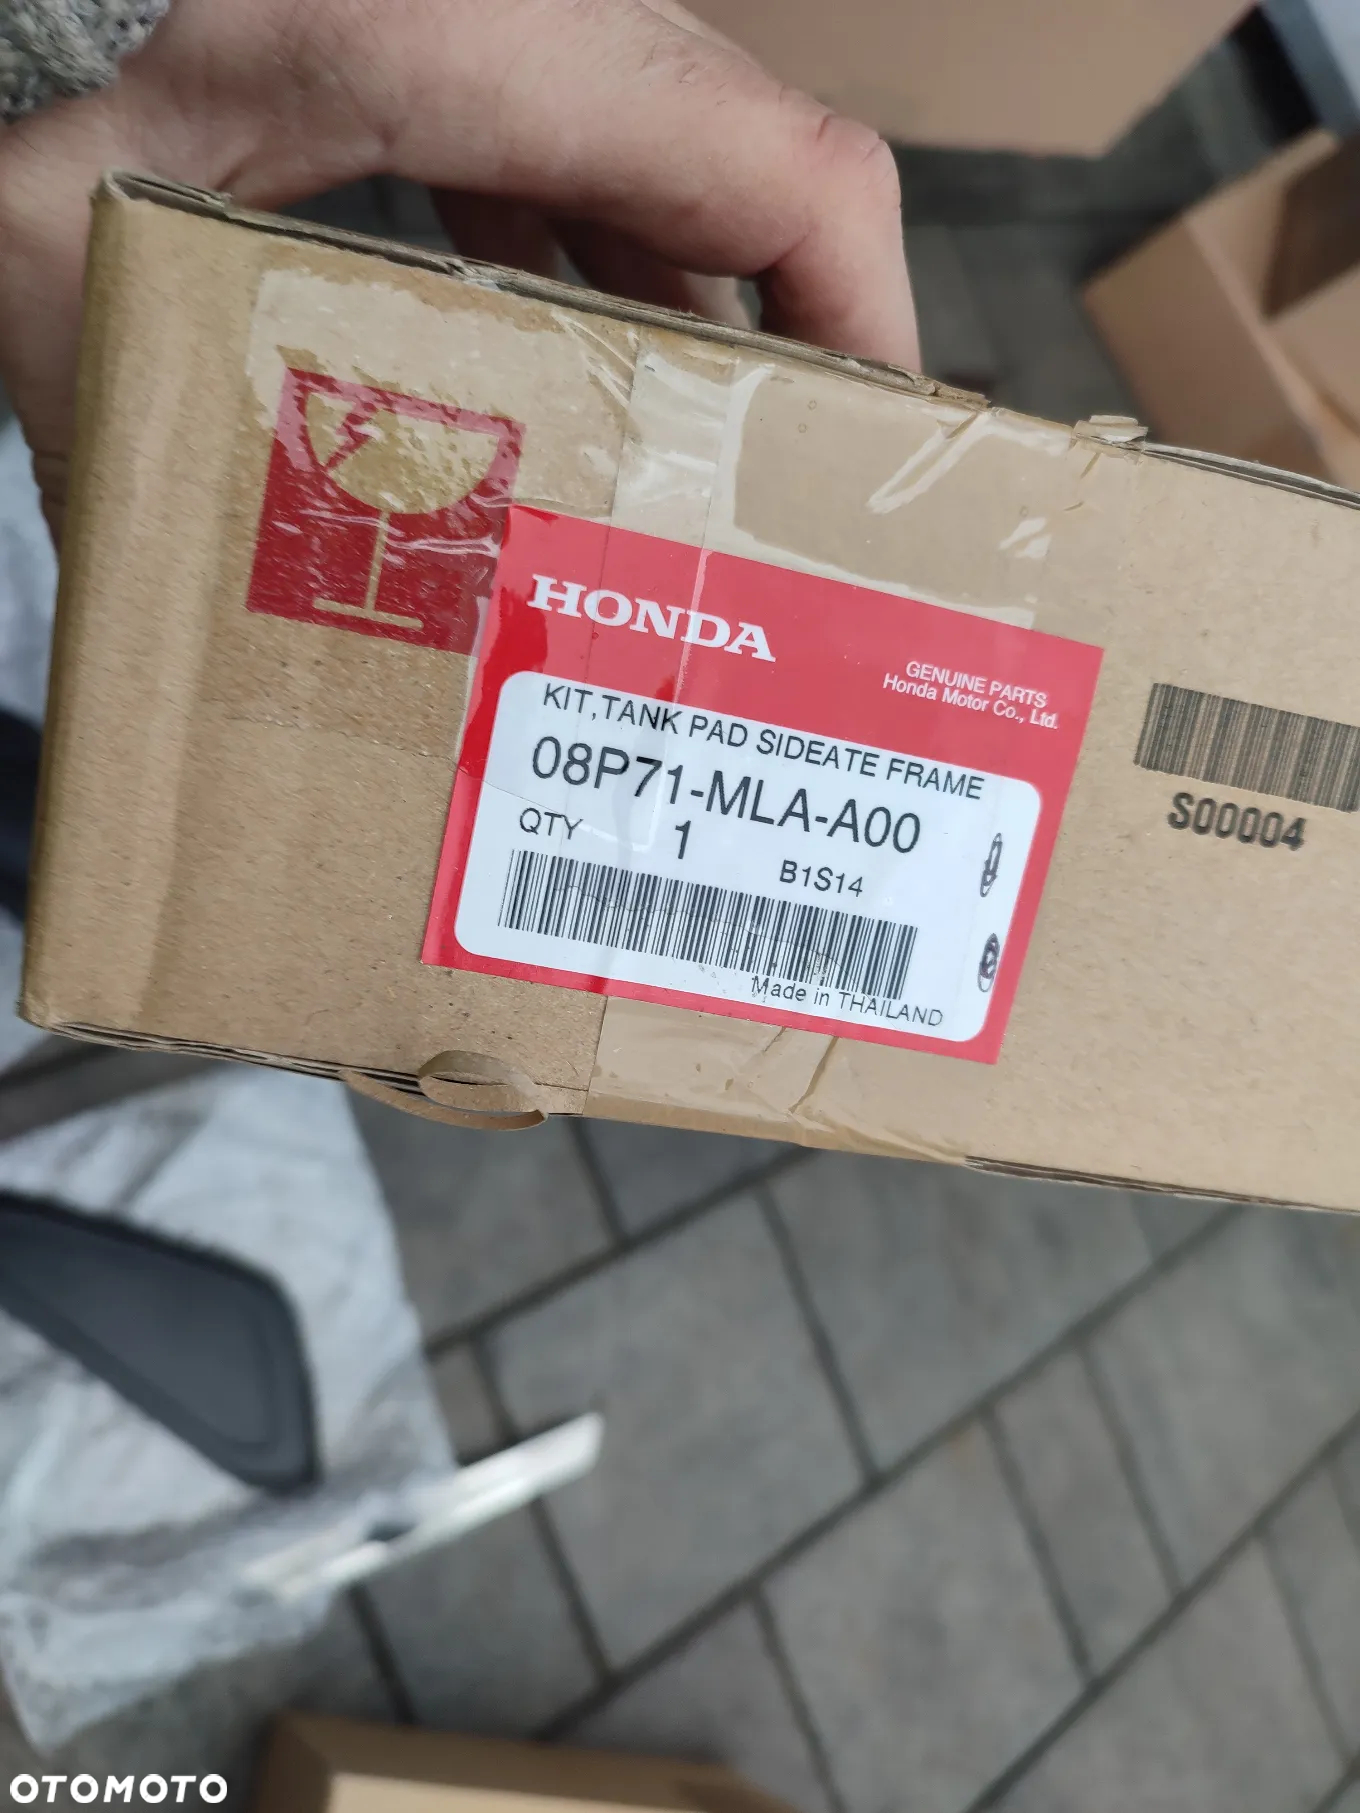 HONDA
GENUINE PARTS
Honda Motor Co., Ltd.
KIT,TANK PAD SIDEATE FRAME
08P71-MLA-A00
QTY 1
B1S14
Made in THAILAND
S00004
OTOMOTO